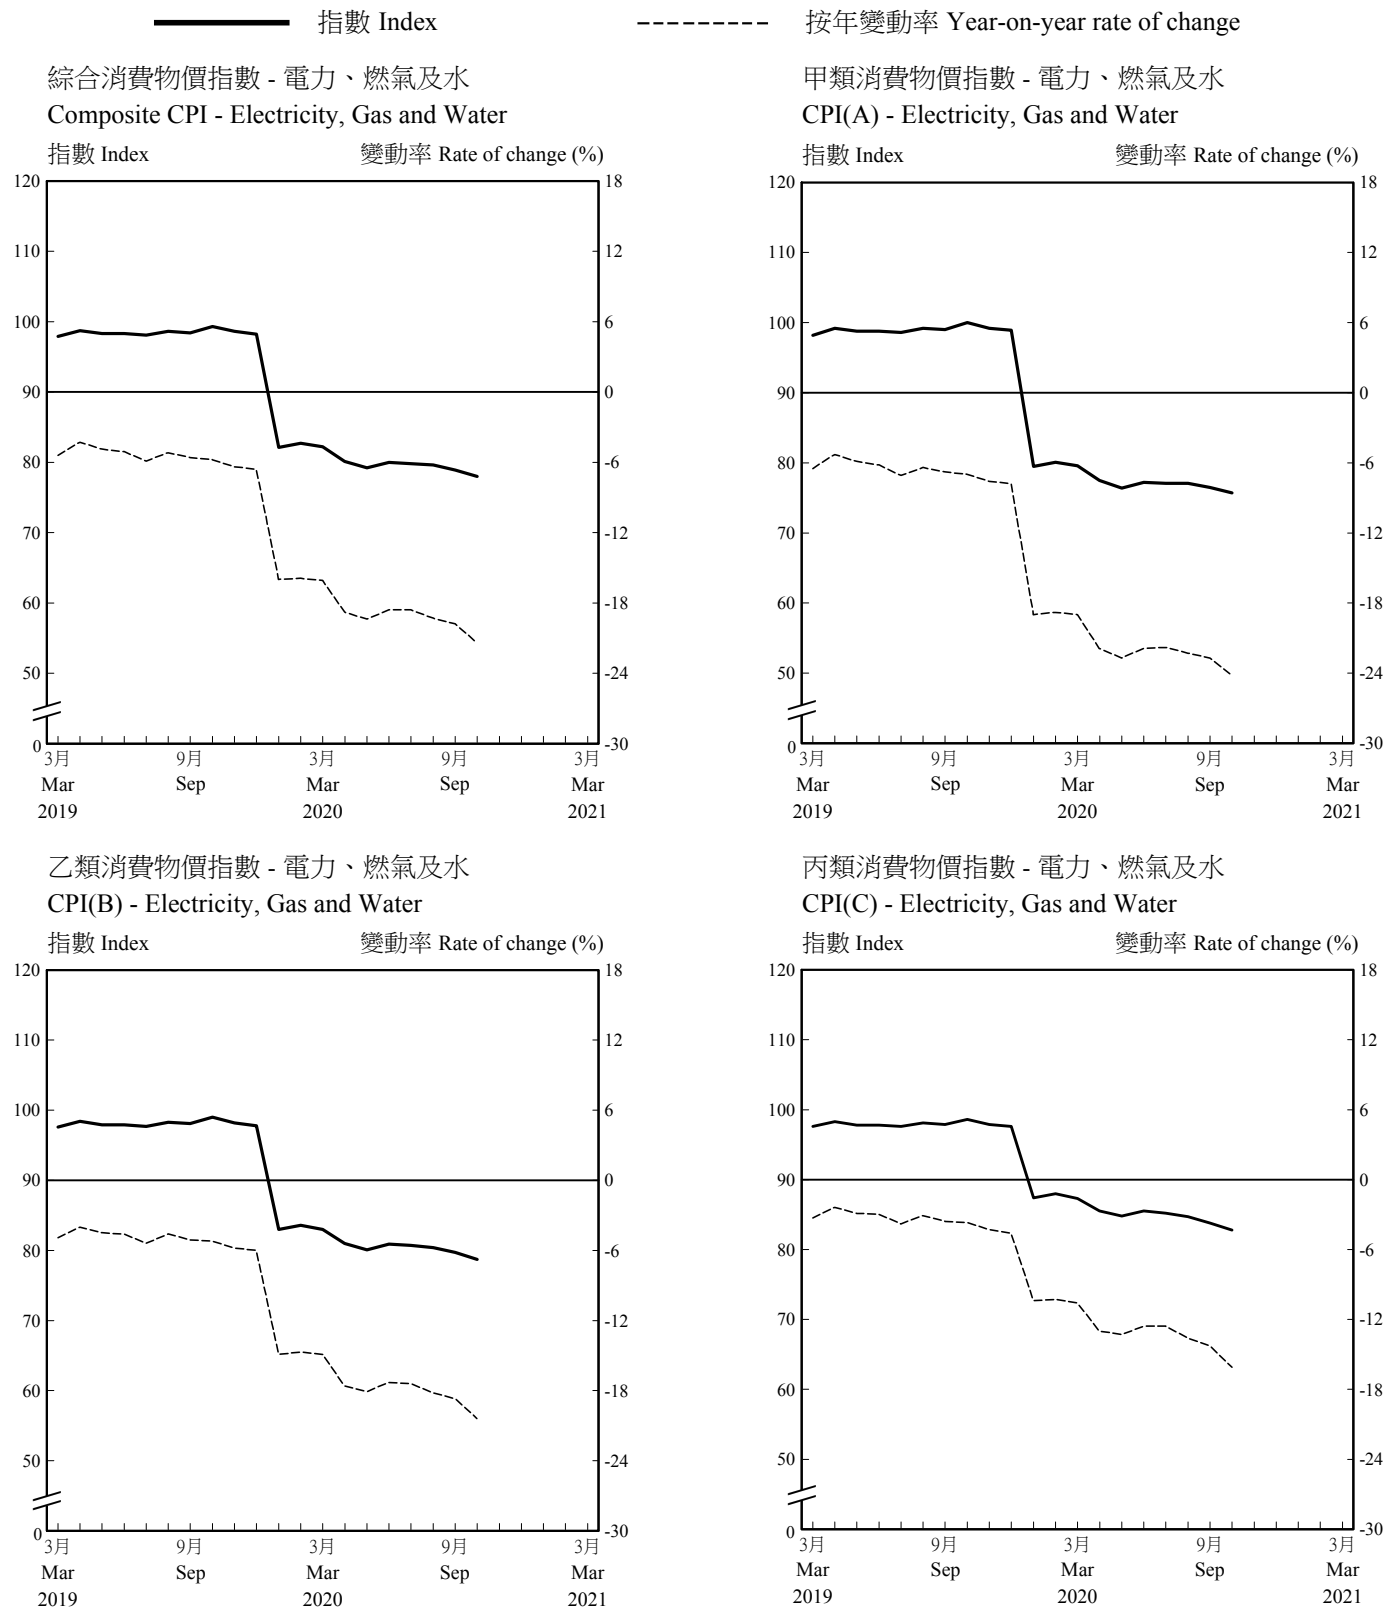 指數 Index
按年變動率 Year-on-year rate of change
綜合消費物價指數 - 電力、燃氣及水
Composite CPI - Electricity, Gas and Water
指數 Index 變動率 Rate of change (%)
120 18
110 12
100 6
90 0
80 -6
70 -12
60 -18
50 -24
0 -30
3月 9月 3月 9月 3月
Mar Sep Mar Sep Mar
2019 2020 2021
甲類消費物價指數 - 電力、燃氣及水
CPI(A) - Electricity, Gas and Water
指數 Index 變動率 Rate of change (%)
120 18
110 12
100 6
90 0
80 -6
70 -12
60 -18
50 -24
0 -30
3月 9月 3月 9月 3月
Mar Sep Mar Sep Mar
2019 2020 2021
乙類消費物價指數 - 電力、燃氣及水
CPI(B) - Electricity, Gas and Water
指數 Index 變動率 Rate of change (%)
120 18
110 12
100 6
90 0
80 -6
70 -12
60 -18
50 -24
0 -30
3月 9月 3月 9月 3月
Mar Sep Mar Sep Mar
2019 2020 2021
丙類消費物價指數 - 電力、燃氣及水
CPI(C) - Electricity, Gas and Water
指數 Index 變動率 Rate of change (%)
120 18
110 12
100 6
90 0
80 -6
70 -12
60 -18
50 -24
0 -30
3月 9月 3月 9月 3月
Mar Sep Mar Sep Mar
2019 2020 2021